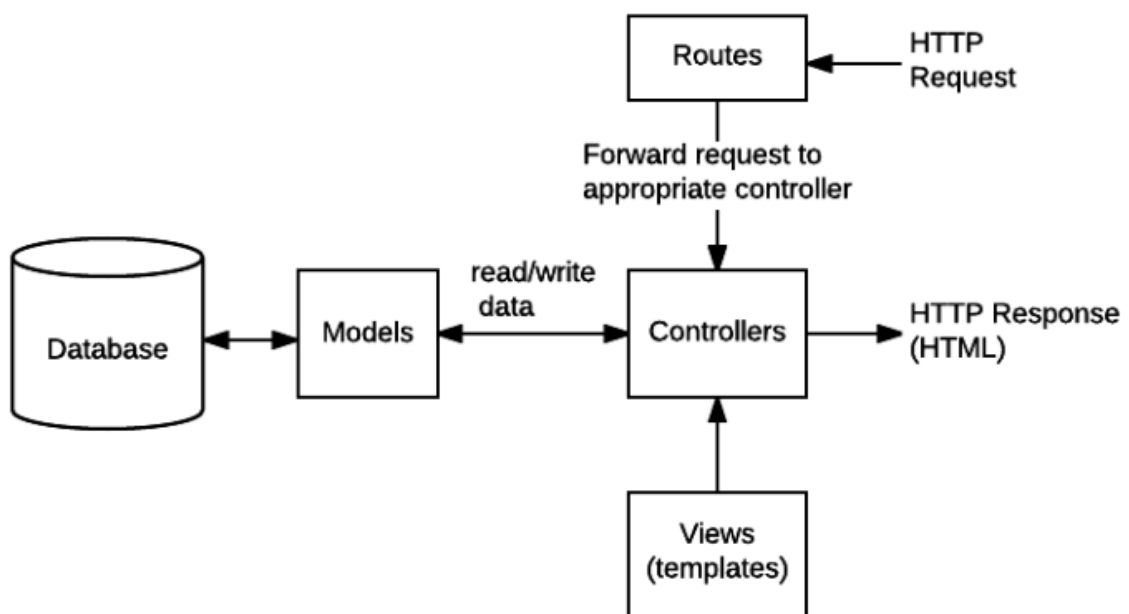 Routes
HTTP
Request
Forward request to
appropriate controller
Database
Models
read/write
data
Controllers
HTTP Response
(HTML)
Views
(templates)